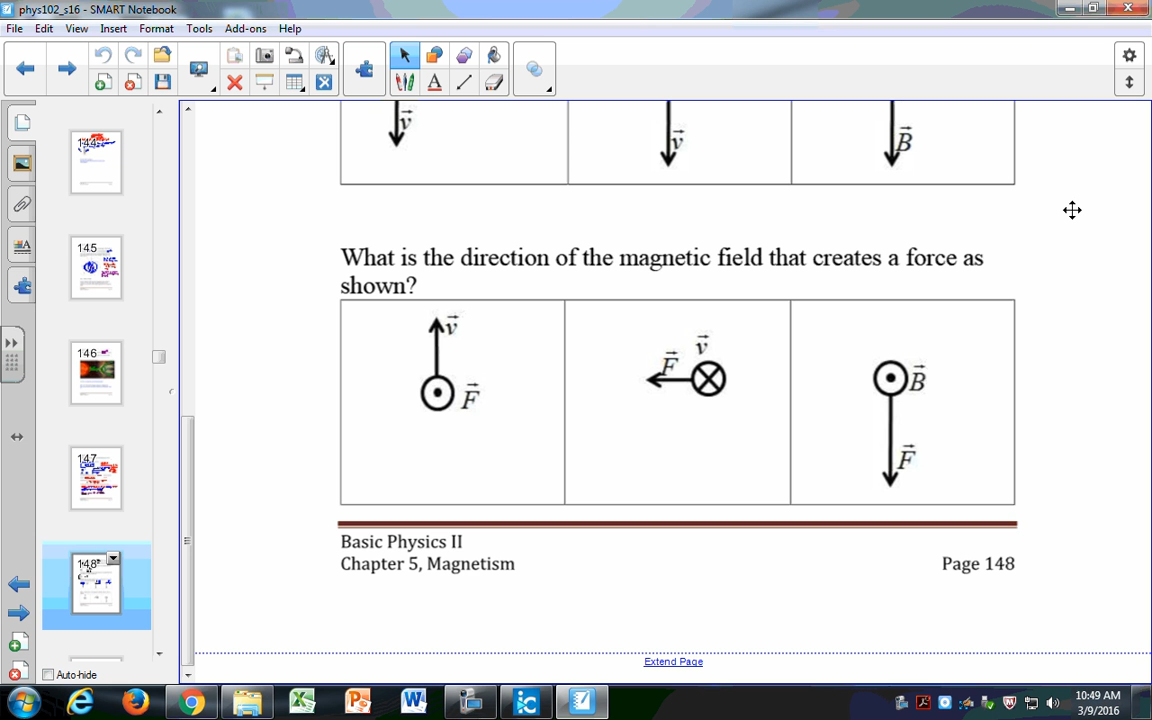 phys102_s16 - SMART Notebook
File Edit View Insert Format Tools Add-ons Help
144
145
146
147
148
v v B
What is the direction of the magnetic field that creates a force as
shown?
v
F
v
F
B
F
Basic Physics II
Chapter 5, Magnetism Page 148
Extend Page
Auto-hide
10:49 AM
3/9/2016